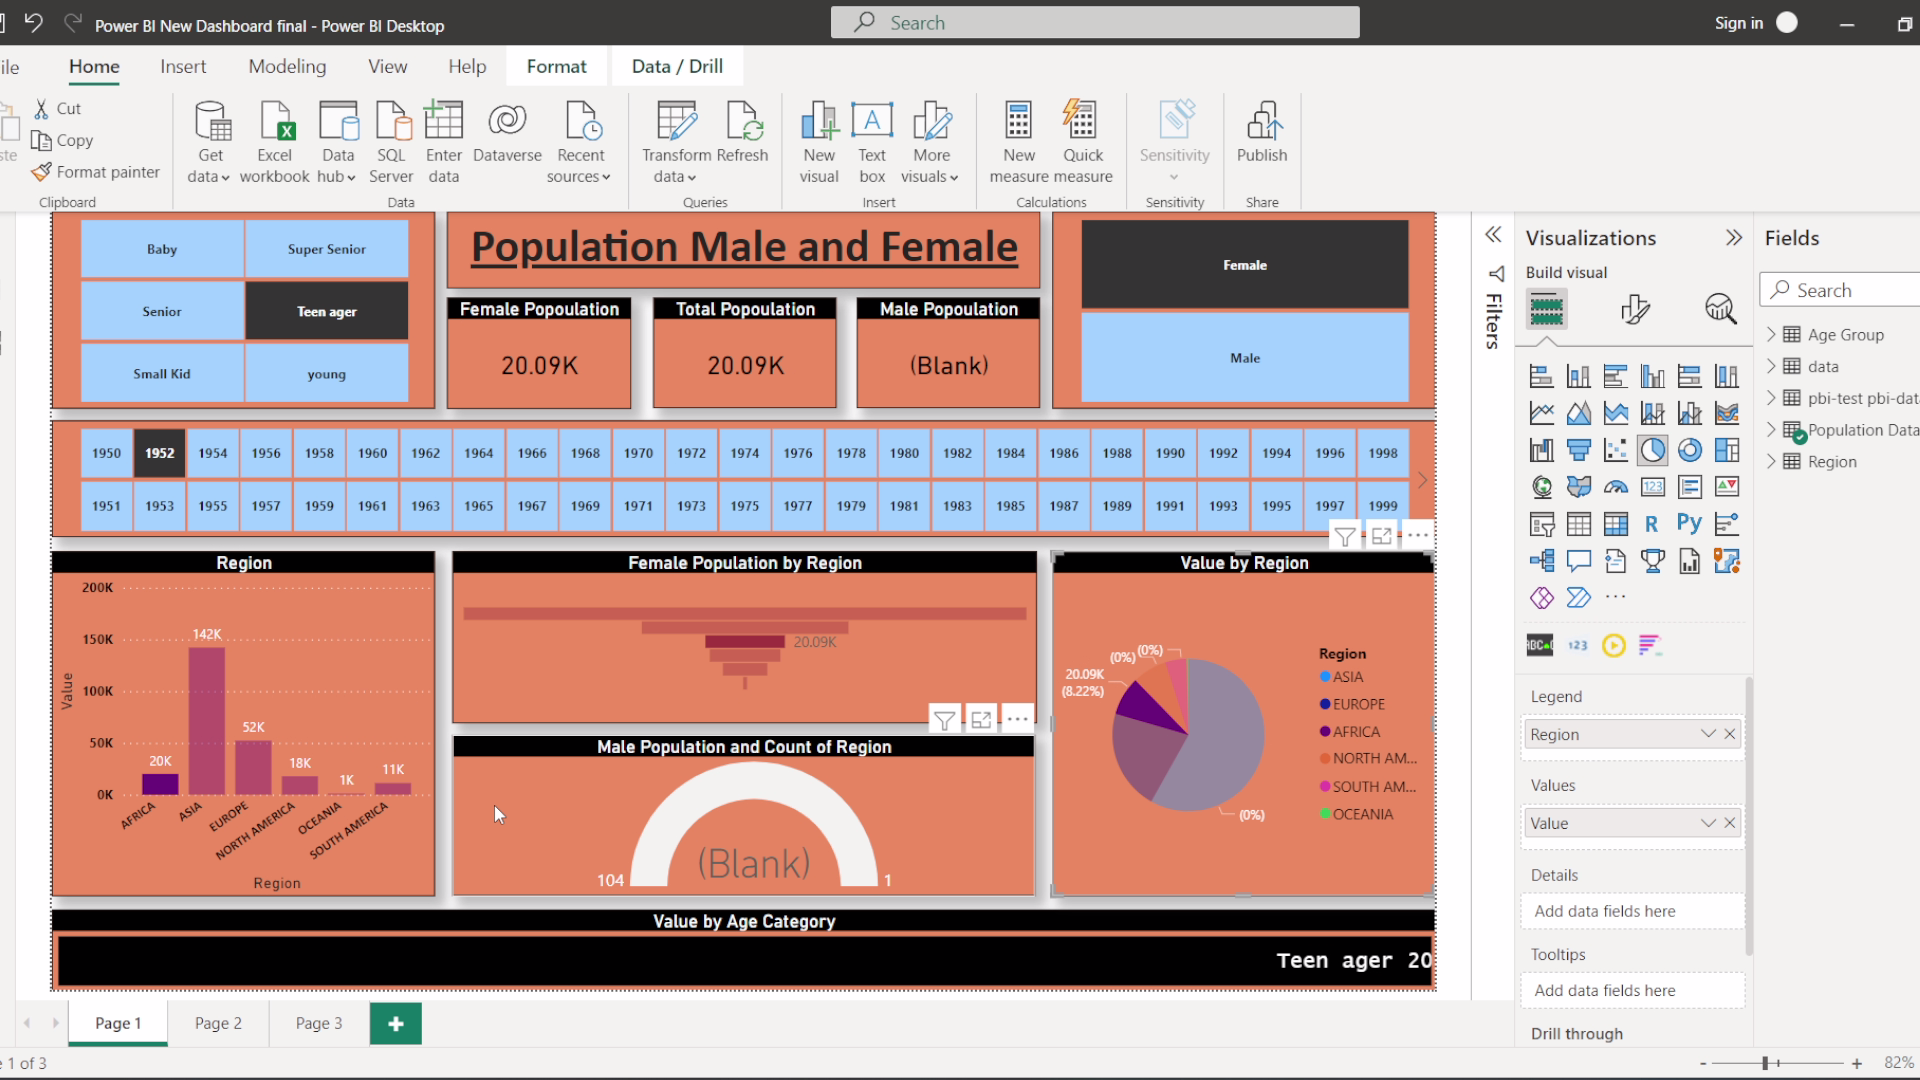 Power BI New Dashboard final - Power BI Desktop
Search
Sign in
ile
Home
Insert
Modeling
View
Help
Format
Data / Drill
Cut
Copy
Format painter
ste
Clipboard
Get data
Excel workbook
Data hub
SQL Server
Enter data
Dataverse
Recent sources
Data
Transform data
Refresh
Queries
New visual
Text box
More visuals
Insert
New measure
Quick measure
Calculations
Sensitivity
Sensitivity
Publish
Share
Baby
Super Senior
Senior
Teen ager
Small Kid
young
Population Male and Female
Female Popoulation
20.09K
Total Popoulation
20.09K
Male Popoulation
(Blank)
Female
Male
1950 1952 1954 1956 1958 1960 1962 1964 1966 1968 1970 1972 1974 1976 1978 1980 1982 1984 1986 1988 1990 1992 1994 1996 1998
1951 1953 1955 1957 1959 1961 1963 1965 1967 1969 1971 1973 1975 1977 1979 1981 1983 1985 1987 1989 1991 1993 1995 1997 1999
Region
200K
150K
100K
50K
0K
Value
20K
142K
52K
18K
1K
11K
AFRICA
ASIA
EUROPE
NORTH AMERICA
OCEANIA
SOUTH AMERICA
Region
Female Population by Region
20.09K
Male Population and Count of Region
(Blank)
104
1
Value by Region
(0%)
(0%)
20.09K
(8.22%)
(0%)
Region
ASIA
EUROPE
AFRICA
NORTH AM...
SOUTH AM...
OCEANIA
Value by Age Category
Teen ager 20
Page 1
Page 2
Page 3
1 of 3
82%
Filters
Visualizations
Build visual
123
R
Py
ABC
123
Legend
Region
Values
Value
Details
Add data fields here
Tooltips
Add data fields here
Drill through
Fields
Search
Age Group
data
pbi-test pbi-dat
Population Data
Region